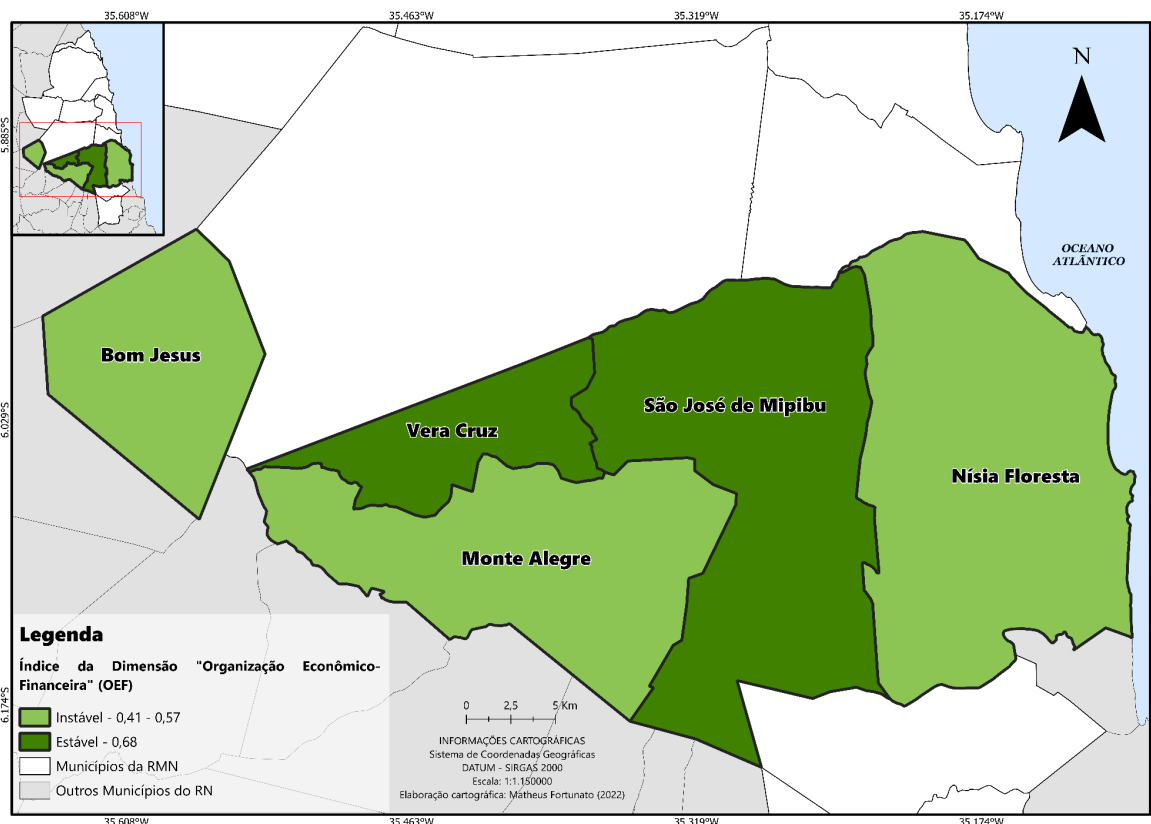 35.608°W 35.463°W 35.319°W 35.174°W
5.885°S
N
OCEANO
ATLÂNTICO
Bom Jesus
São José de Mipibu
Vera Cruz
6.029°S
Nísia Floresta
Monte Alegre
Legenda
Índice da Dimensão "Organização Econômico-
Financeira" (OEF)
Instável - 0,41 - 0,57
Estável - 0,68
Municípios da RMN
Outros Municípios do RN
6.174°S
0 2,5 5 Km
INFORMAÇÕES CARTOGRÁFICAS
Sistema de Coordenadas Geográficas
DATUM - SIRGAS 2000
Escala: 1:1.150000
Elaboração cartográfica: Matheus Fortunato (2022)
35.608°W 35.463°W 35.319°W 35.174°W